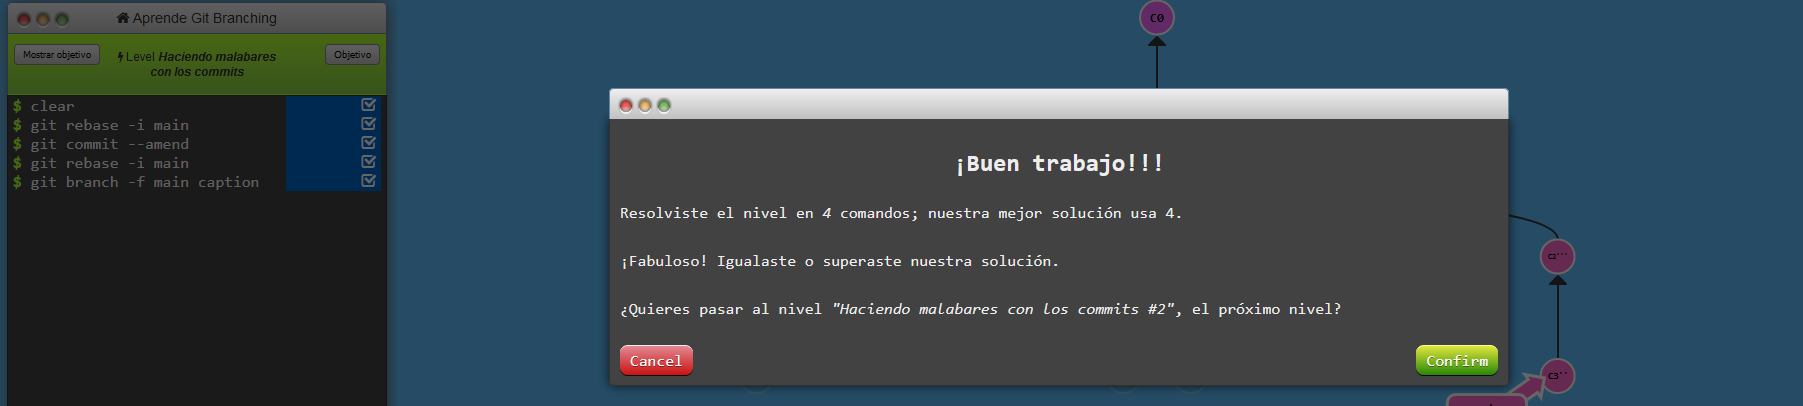 Aprende Git Branching
Mostrar objetivo
Level Haciendo malabares
con los commits
Objetivo
$ clear
$ git rebase -i main
$ git commit --amend
$ git rebase -i main
$ git branch -f main caption
C0
¡Buen trabajo!!!
Resolviste el nivel en 4 comandos; nuestra mejor solución usa 4.
¡Fabuloso! Igualaste o superaste nuestra solución.
¿Quieres pasar al nivel "Haciendo malabares con los commits #2", el próximo nivel?
Cancel
Confirm
C2'''
C3''